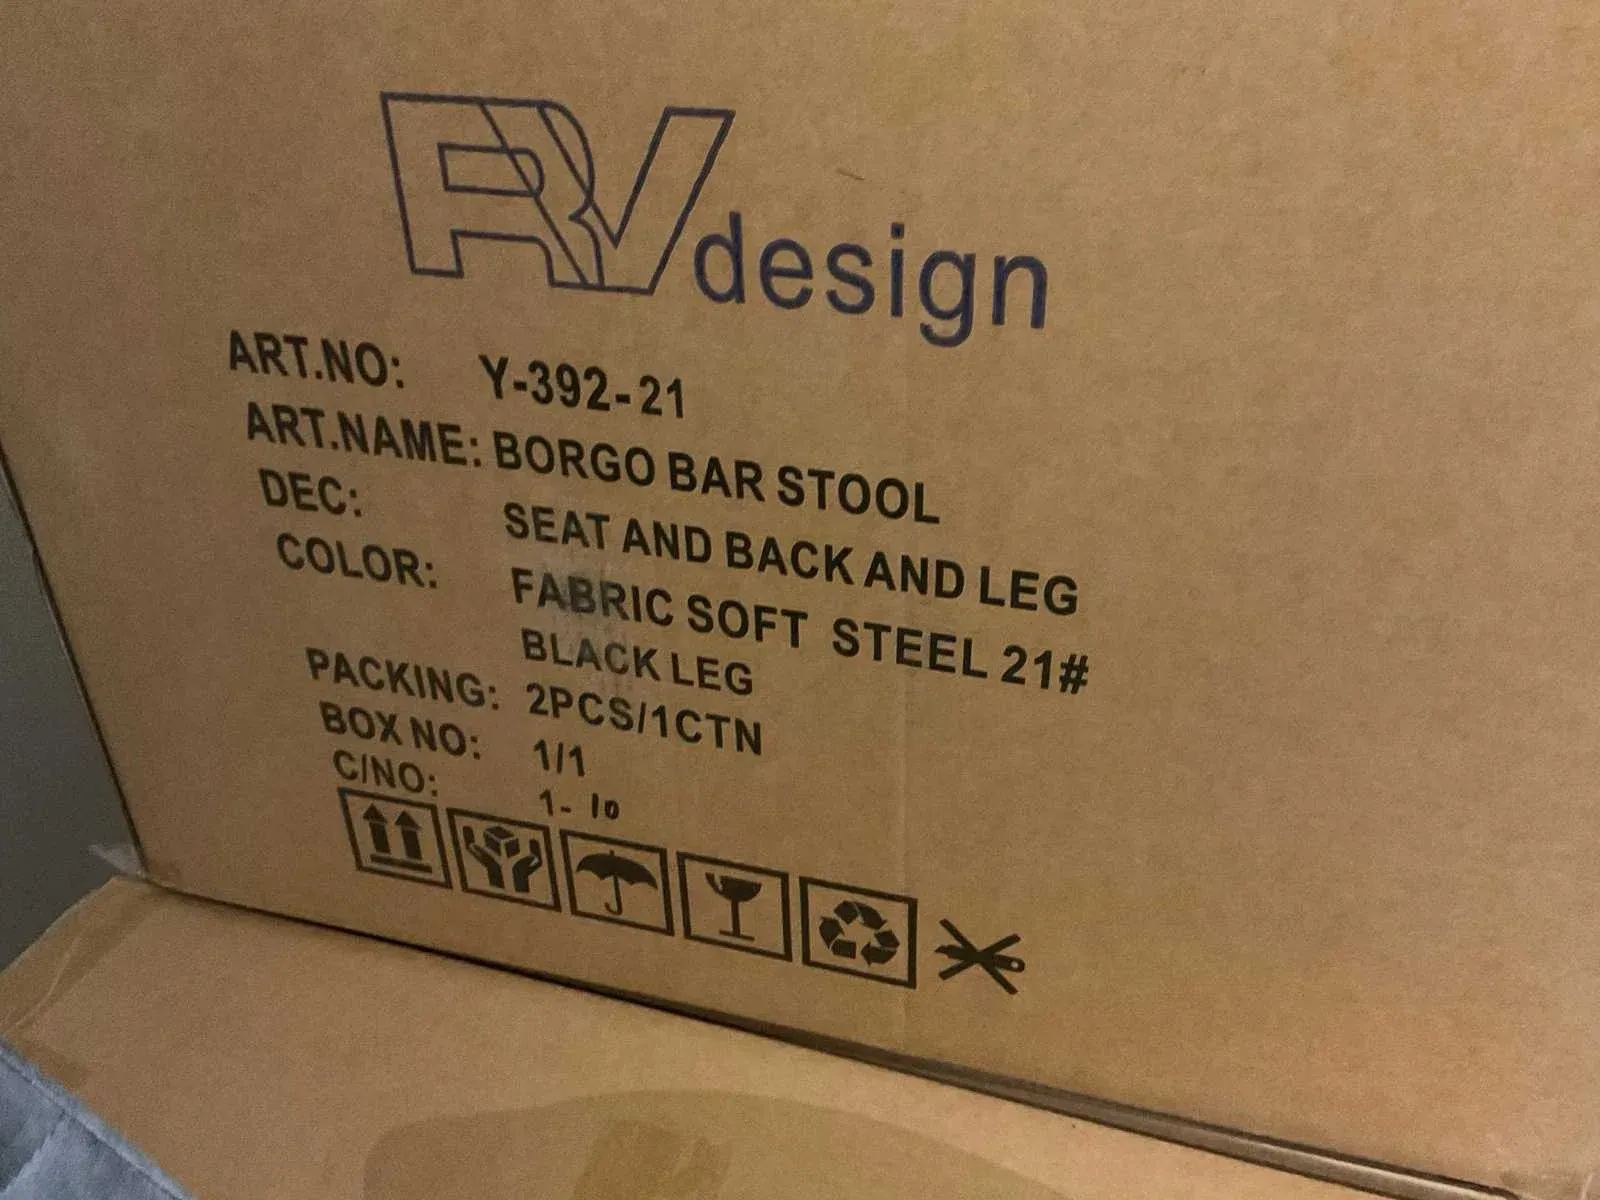 RV design
ART.NO: Y-392-21
ART.NAME: BORGO BAR STOOL
DEC: SEAT AND BACK AND LEG
COLOR: FABRIC SOFT STEEL 21#
BLACK LEG
PACKING: 2PCS/1CTN
BOX NO: 1/1
C/NO: 1- 10